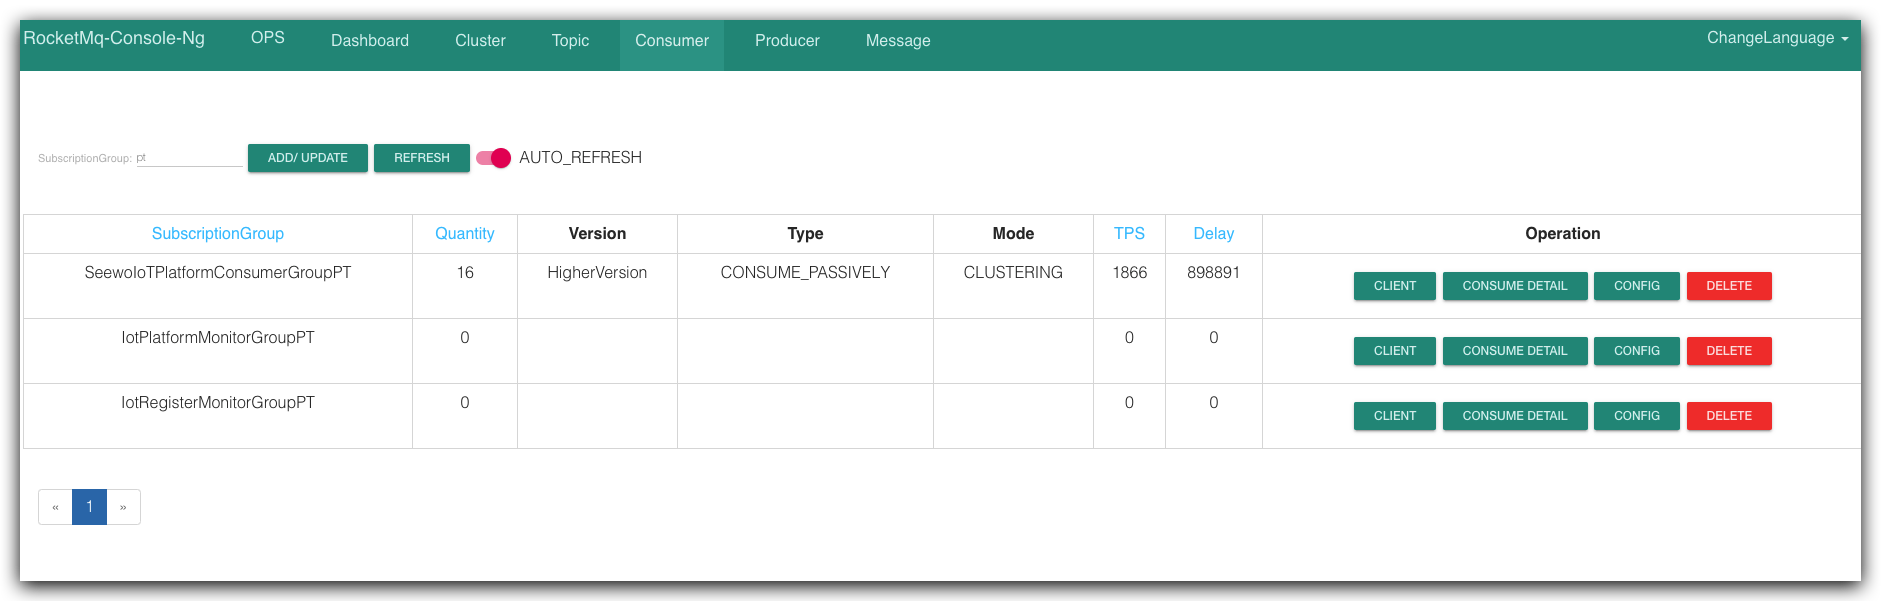 RocketMq-Console-Ng OPS Dashboard Cluster Topic Consumer Producer Message ChangeLanguage
SubscriptionGroup: pt ADD/ UPDATE REFRESH AUTO_REFRESH
SubscriptionGroup Quantity Version Type Mode TPS Delay Operation
SeewoIoTPlatformConsumerGroupPT 16 HigherVersion CONSUME_PASSIVELY CLUSTERING 1866 898891 CLIENT CONSUME DETAIL CONFIG DELETE
IotPlatformMonitorGroupPT 0 0 0 CLIENT CONSUME DETAIL CONFIG DELETE
IotRegisterMonitorGroupPT 0 0 0 CLIENT CONSUME DETAIL CONFIG DELETE
« 1 »